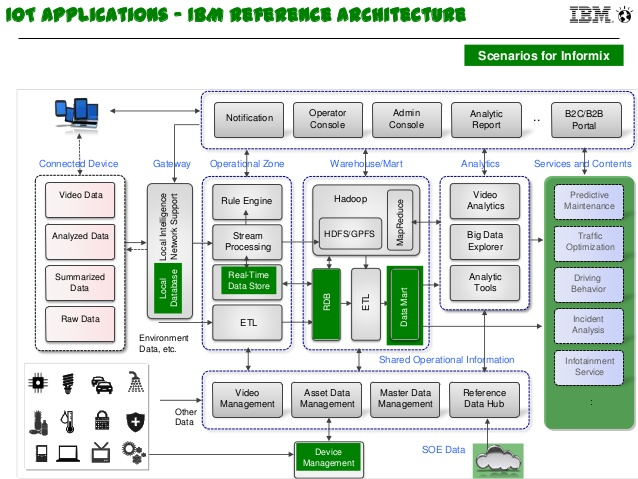 IOT APPLICATIONS - IBM REFERENCE ARCHITECTURE
IBM
Scenarios for Informix
Notification
Operator
Console
Admin
Console
Analytic
Report
..
B2C/B2B
Portal
Connected Device
Gateway
Operational Zone
Warehouse/Mart
Analytics
Services and Contents
Video Data
Analyzed Data
Summarized
Data
Raw Data
Local Intelligence
Network Support
Local
Database
Rule Engine
Stream
Processing
Real-Time
Data Store
ETL
Hadoop
HDFS/GPFS
MapReduce
RDB
ETL
Data Mart
Video
Analytics
Big Data
Explorer
Analytic
Tools
Predictive
Maintenance
Traffic
Optimization
Driving
Behavior
Incident
Analysis
Infotainment
Service
:
Environment
Data, etc.
Shared Operational Information
Video
Management
Asset Data
Management
Master Data
Management
Reference
Data Hub
Other
Data
Device
Management
SOE Data